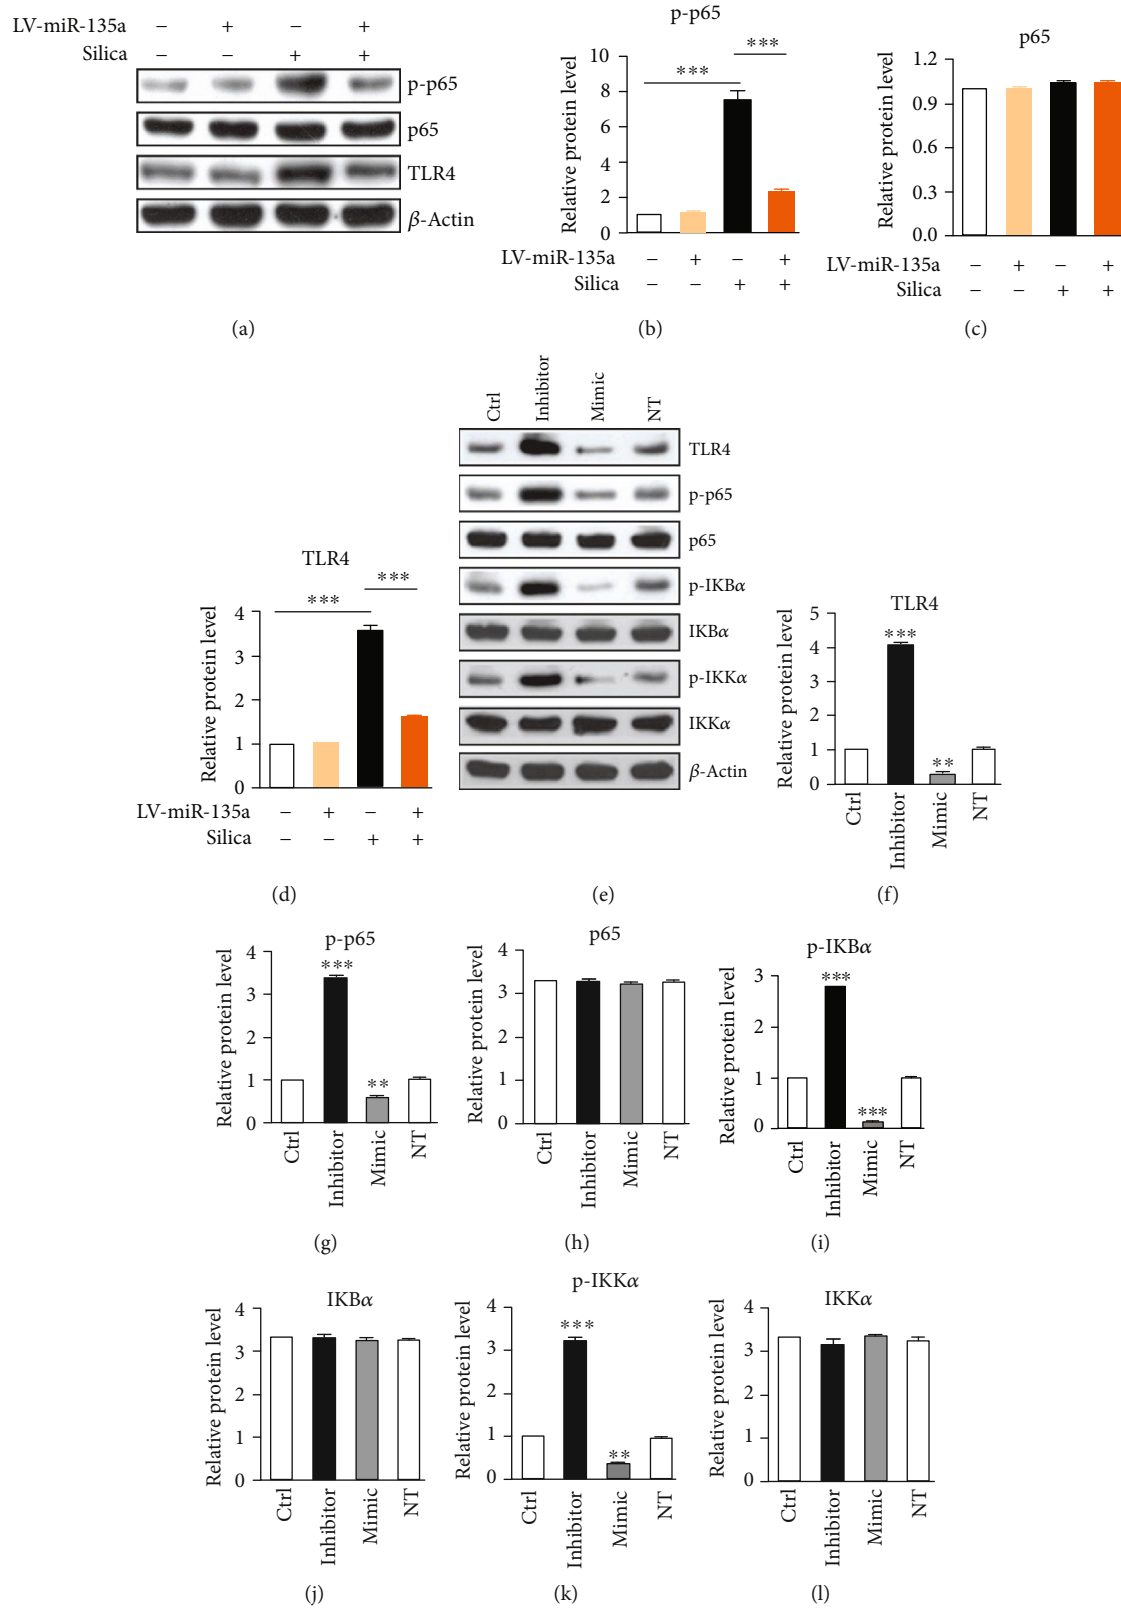 LV-miR-135a − + − +
Silica − − + +
p-p65
p65
TLR4
β-Actin
(a)
p-p65
Relative protein level
10
8
6
4
2
0
***
***
LV-miR-135a − + − +
Silica − − + +
(b)
p65
Relative protein level
1.2
0.9
0.6
0.3
0.0
LV-miR-135a − + − +
Silica − − + +
(c)
TLR4
Relative protein level
4
3
2
1
0
***
***
LV-miR-135a − + − +
Silica − − + +
(d)
Ctrl
Inhibitor
Mimic
NT
TLR4
p-p65
p65
p-IKBα
IKBα
p-IKKα
IKKα
β-Actin
(e)
TLR4
Relative protein level
5
4
3
2
1
0
***
**
Ctrl
Inhibitor
Mimic
NT
(f)
p-p65
Relative protein level
4
3
2
1
0
***
**
Ctrl
Inhibitor
Mimic
NT
(g)
p65
Relative protein level
4
3
2
1
0
Ctrl
Inhibitor
Mimic
NT
(h)
p-IKBα
Relative protein level
3
2
1
0
***
***
Ctrl
Inhibitor
Mimic
NT
(i)
IKBα
Relative protein level
4
3
2
1
0
Ctrl
Inhibitor
Mimic
NT
(j)
p-IKKα
Relative protein level
4
3
2
1
0
***
**
Ctrl
Inhibitor
Mimic
NT
(k)
IKKα
Relative protein level
4
3
2
1
0
Ctrl
Inhibitor
Mimic
NT
(l)